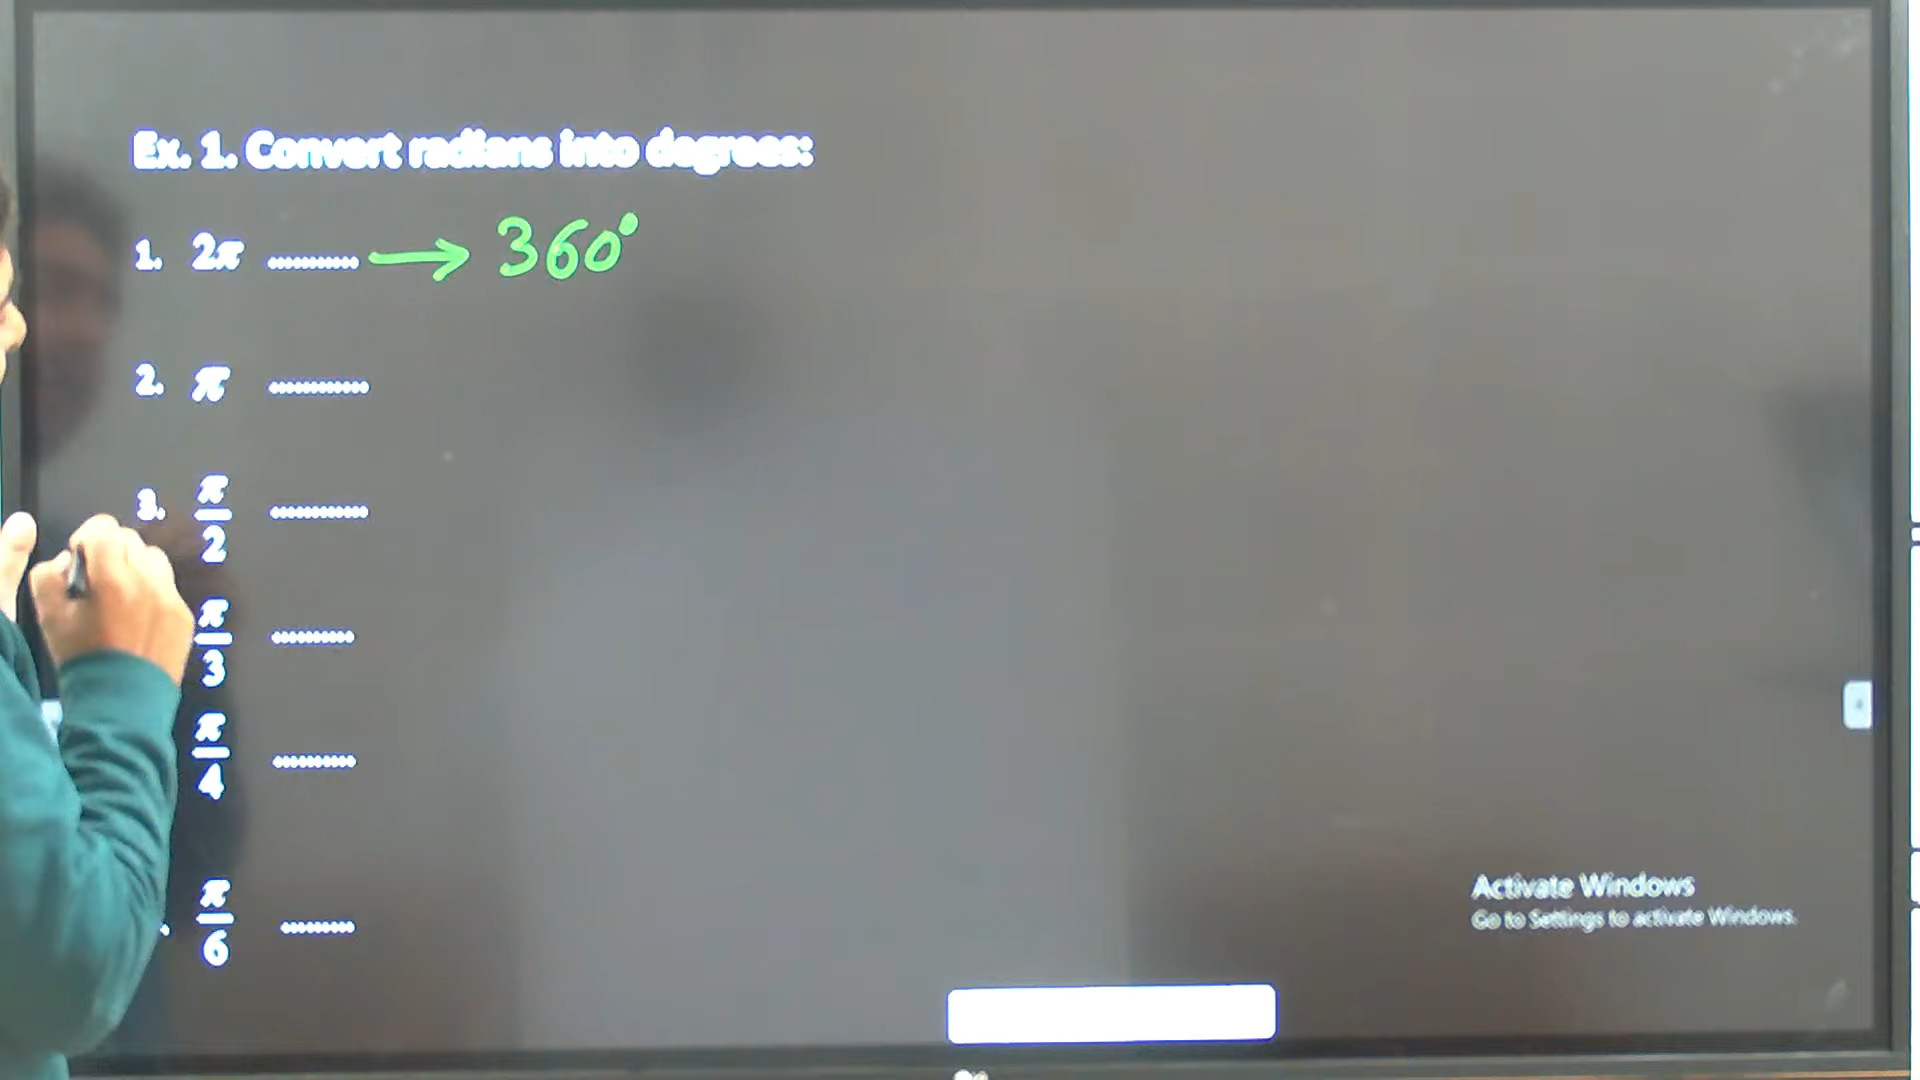 Ex. 1. Convert radians into degrees:
1. 2π .......... → 360°
2. π ...........
3. π/2 ...........
π/3 ..........
π/4 ..........
. π/6 .........
Activate Windows
Go to Settings to activate Windows.